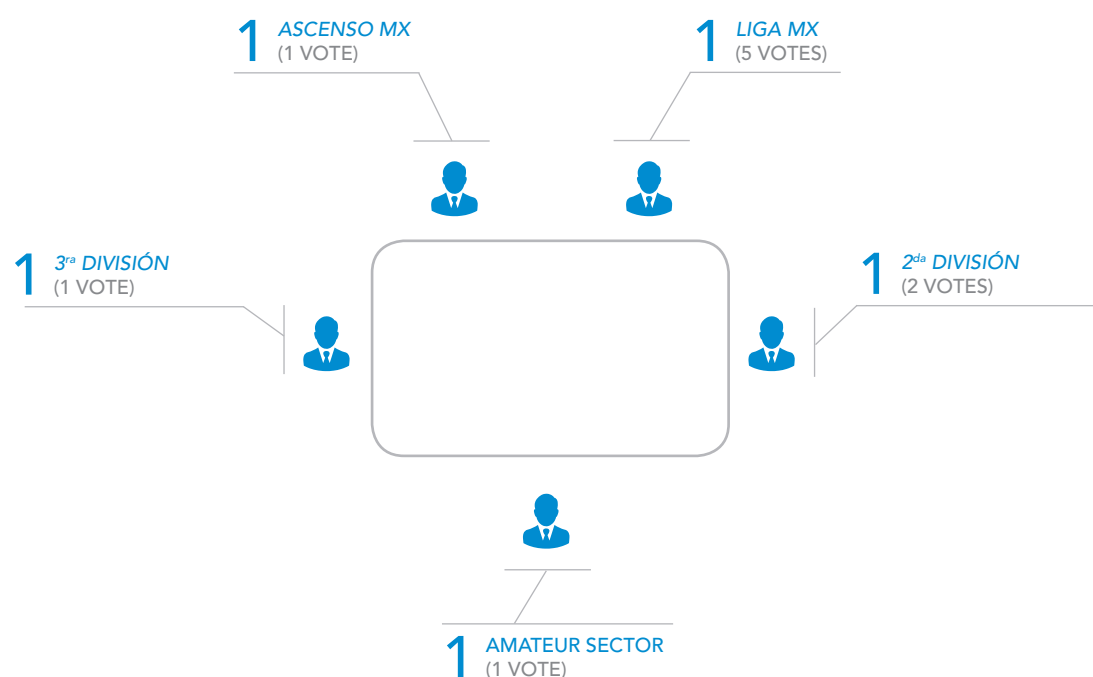 1 ASCENSO MX
(1 VOTE)
1 LIGA MX
(5 VOTES)
1 3ra DIVISIÓN
(1 VOTE)
1 2da DIVISIÓN
(2 VOTES)
1 AMATEUR SECTOR
(1 VOTE)